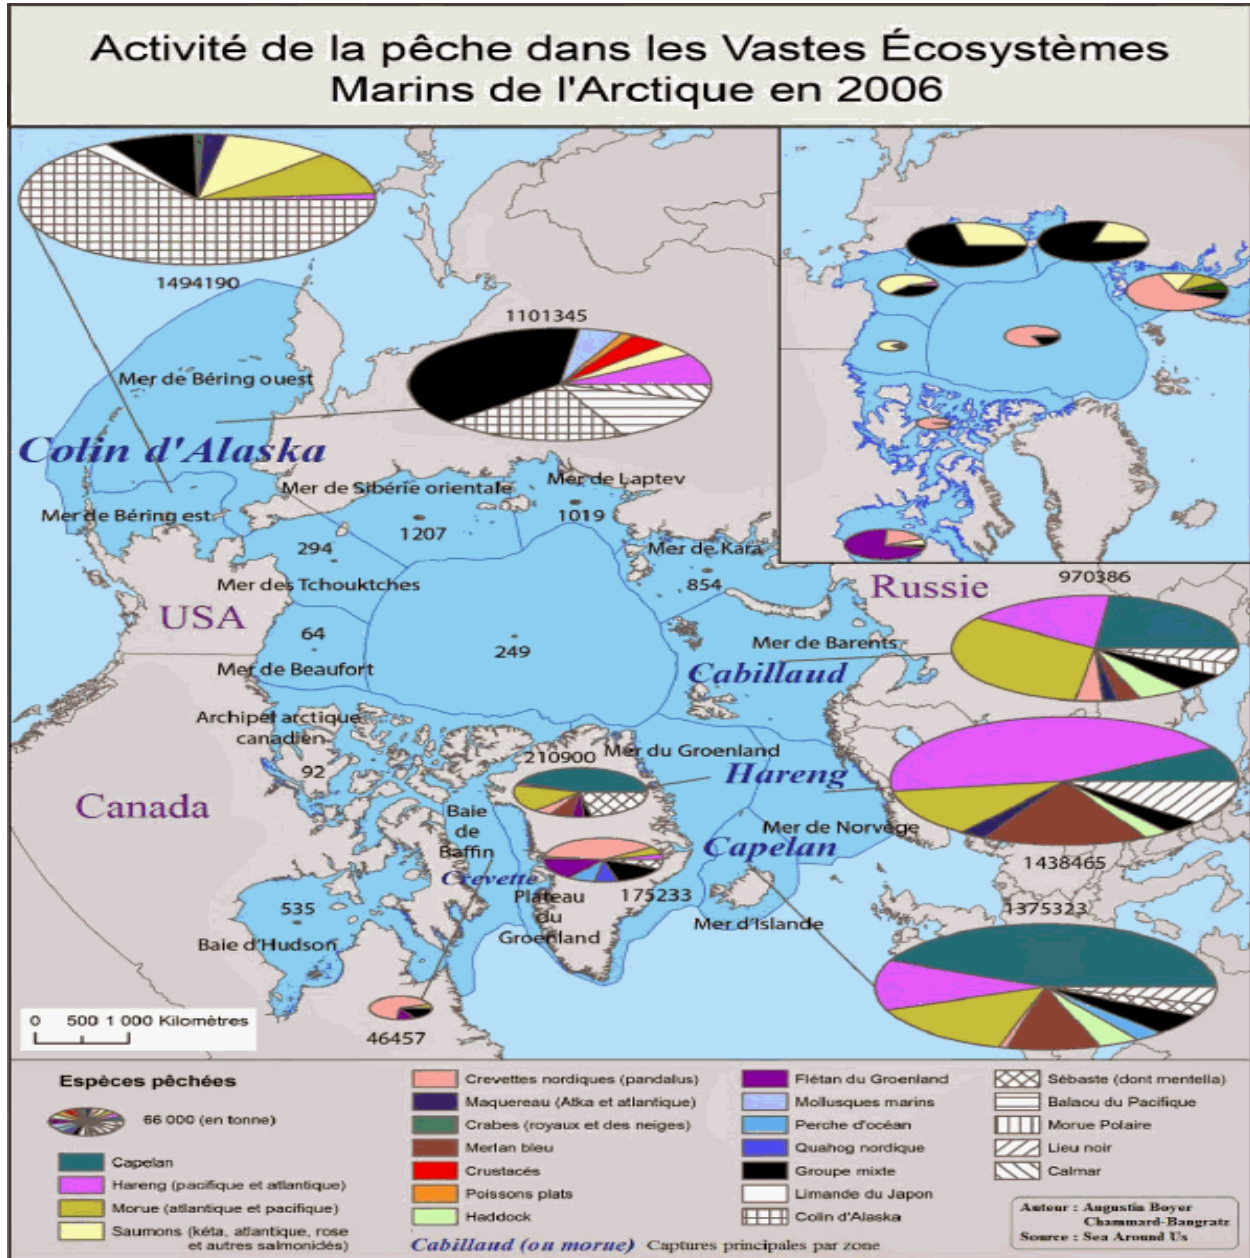 Activité de la pêche dans les Vastes Écosystèmes
Marins de l'Arctique en 2006
1494190
1101345
Mer de Béring ouest
Colin d'Alaska
Mer de Béring est
Mer de Sibérie orientale
Mer de Laptev
1207
1019
294
Mer de Kara
854
Mer des Tchouktches
USA
Russie
970386
64
249
Mer de Barents
Mer de Beaufort
Cabillaud
Archipel arctique
canadien
92
210900
Mer du Groenland
Hareng
Canada
Baie
de
Baffin
Mer de Norvège
Capelan
Crevette
1438465
Plateau
du
Groenland
175233
1375323
535
Mer d'Islande
Baie d'Hudson
0 500 1 000 Kilomètres
46457
Espèces pêchées
66 000 (en tonne)
Capelan
Hareng (pacifique et atlantique)
Morue (atlantique et pacifique)
Saumons (kéta, atlantique, rose
et autres salmonidés)
Crevettes nordiques (pandalus)
Maquereau (Atka et atlantique)
Crabes (royaux et des neiges)
Merlan bleu
Crustacés
Poissons plats
Haddock
Flétan du Groenland
Mollusques marins
Perche d'océan
Quahog nordique
Groupe mixte
Limande du Japon
Colin d'Alaska
Sébaste (dont mentella)
Balaou du Pacifique
Morue Polaire
Lieu noir
Calmar
Cabillaud (ou morue) Captures principales par zone
Auteur : Augustin Boyer
Chammard-Bangratz
Source : Sea Around Us